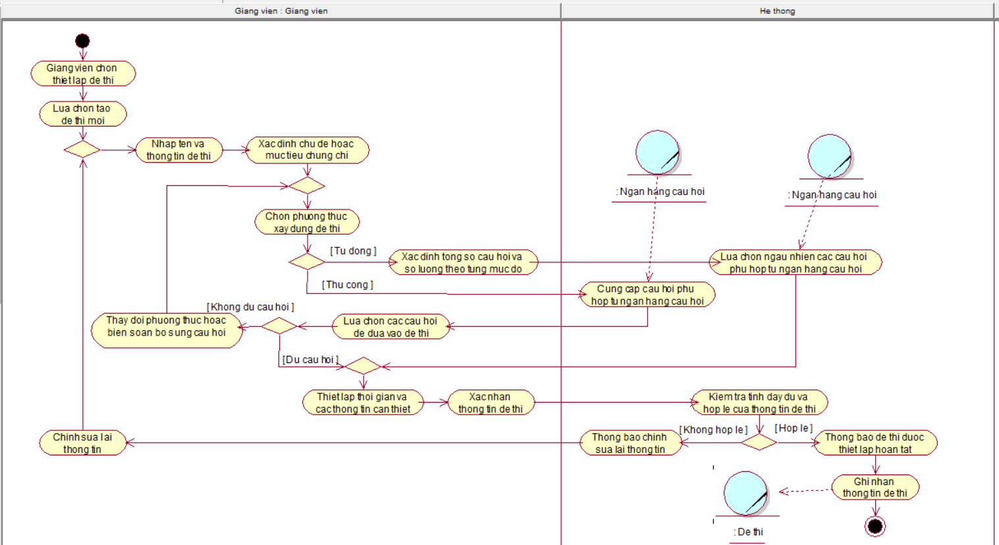 Giang vien : Giang vien
He thong
Giang vien chon
thiet lap de thi
Lua chon tao
de thi moi
Nhap ten va
thong tin de thi
Xac dinh chu de hoac
muc tieu chung chi
: Ngan hang cau hoi
: Ngan hang cau hoi
Chon phuong thuc
xay dung de thi
[ Tu dong ]
Xac dinh tong so cau hoi va
so luong theo tung muc do
Lua chon ngau nhien cac cau hoi
phu hop tu ngan hang cau hoi
[ Thu cong ]
Cung cap cau hoi phu
hop tu ngan hang cau hoi
[ Khong du cau hoi ]
Thay doi phuong thuc hoac
bien soan bo sung cau hoi
Lua chon cac cau hoi
de dua vao de thi
[ Du cau hoi ]
Thiet lap thoi gian va
cac thong tin can thiet
Xac nhan
thong tin de thi
Kiem tra tinh day du va
hop le cua thong tin de thi
Chinh sua lai
thong tin
Thong bao chinh
sua lai thong tin
[ Khong hop le ]
[ Hop le ]
Thong bao de thi duoc
thiet lap hoan tat
Ghi nhan
thong tin de thi
: De thi